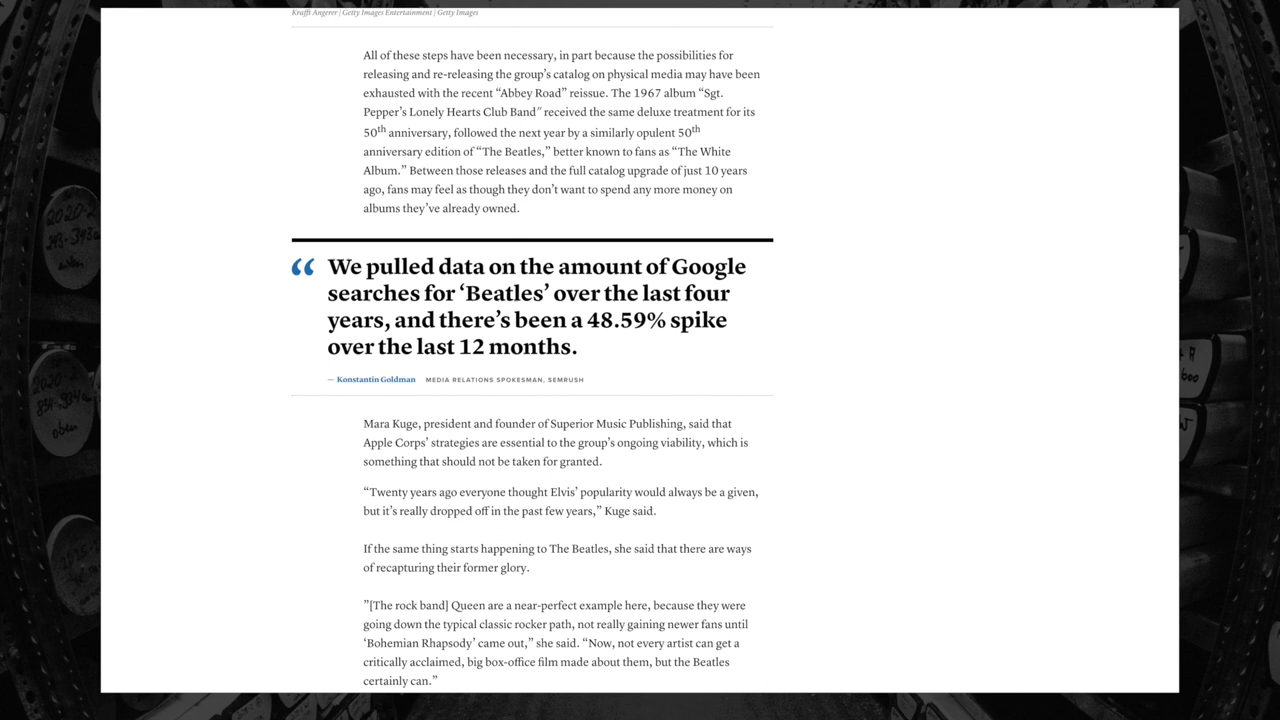 Krafft Angerer | Getty Images Entertainment | Getty Images
All of these steps have been necessary, in part because the possibilities for
releasing and re-releasing the group's catalog on physical media may have been
exhausted with the recent “Abbey Road” reissue. The 1967 album “Sgt.
Pepper's Lonely Hearts Club Band″ received the same deluxe treatment for its
50th anniversary, followed the next year by a similarly opulent 50th
anniversary edition of “The Beatles,” better known to fans as “The White
Album.” Between those releases and the full catalog upgrade of just 10 years
ago, fans may feel as though they don't want to spend any more money on
albums they've already owned.
“ We pulled data on the amount of Google
searches for ‘Beatles’ over the last four
years, and there's been a 48.59% spike
over the last 12 months.
— Konstantin Goldman MEDIA RELATIONS SPOKESMAN, SEMRUSH
Mara Kuge, president and founder of Superior Music Publishing, said that
Apple Corps’ strategies are essential to the group's ongoing viability, which is
something that should not be taken for granted.
“Twenty years ago everyone thought Elvis’ popularity would always be a given,
but it's really dropped off in the past few years,” Kuge said.
If the same thing starts happening to The Beatles, she said that there are ways
of recapturing their former glory.
”[The rock band] Queen are a near-perfect example here, because they were
going down the typical classic rocker path, not really gaining newer fans until
‘Bohemian Rhapsody’ came out,” she said. “Now, not every artist can get a
critically acclaimed, big box-office film made about them, but the Beatles
certainly can.”